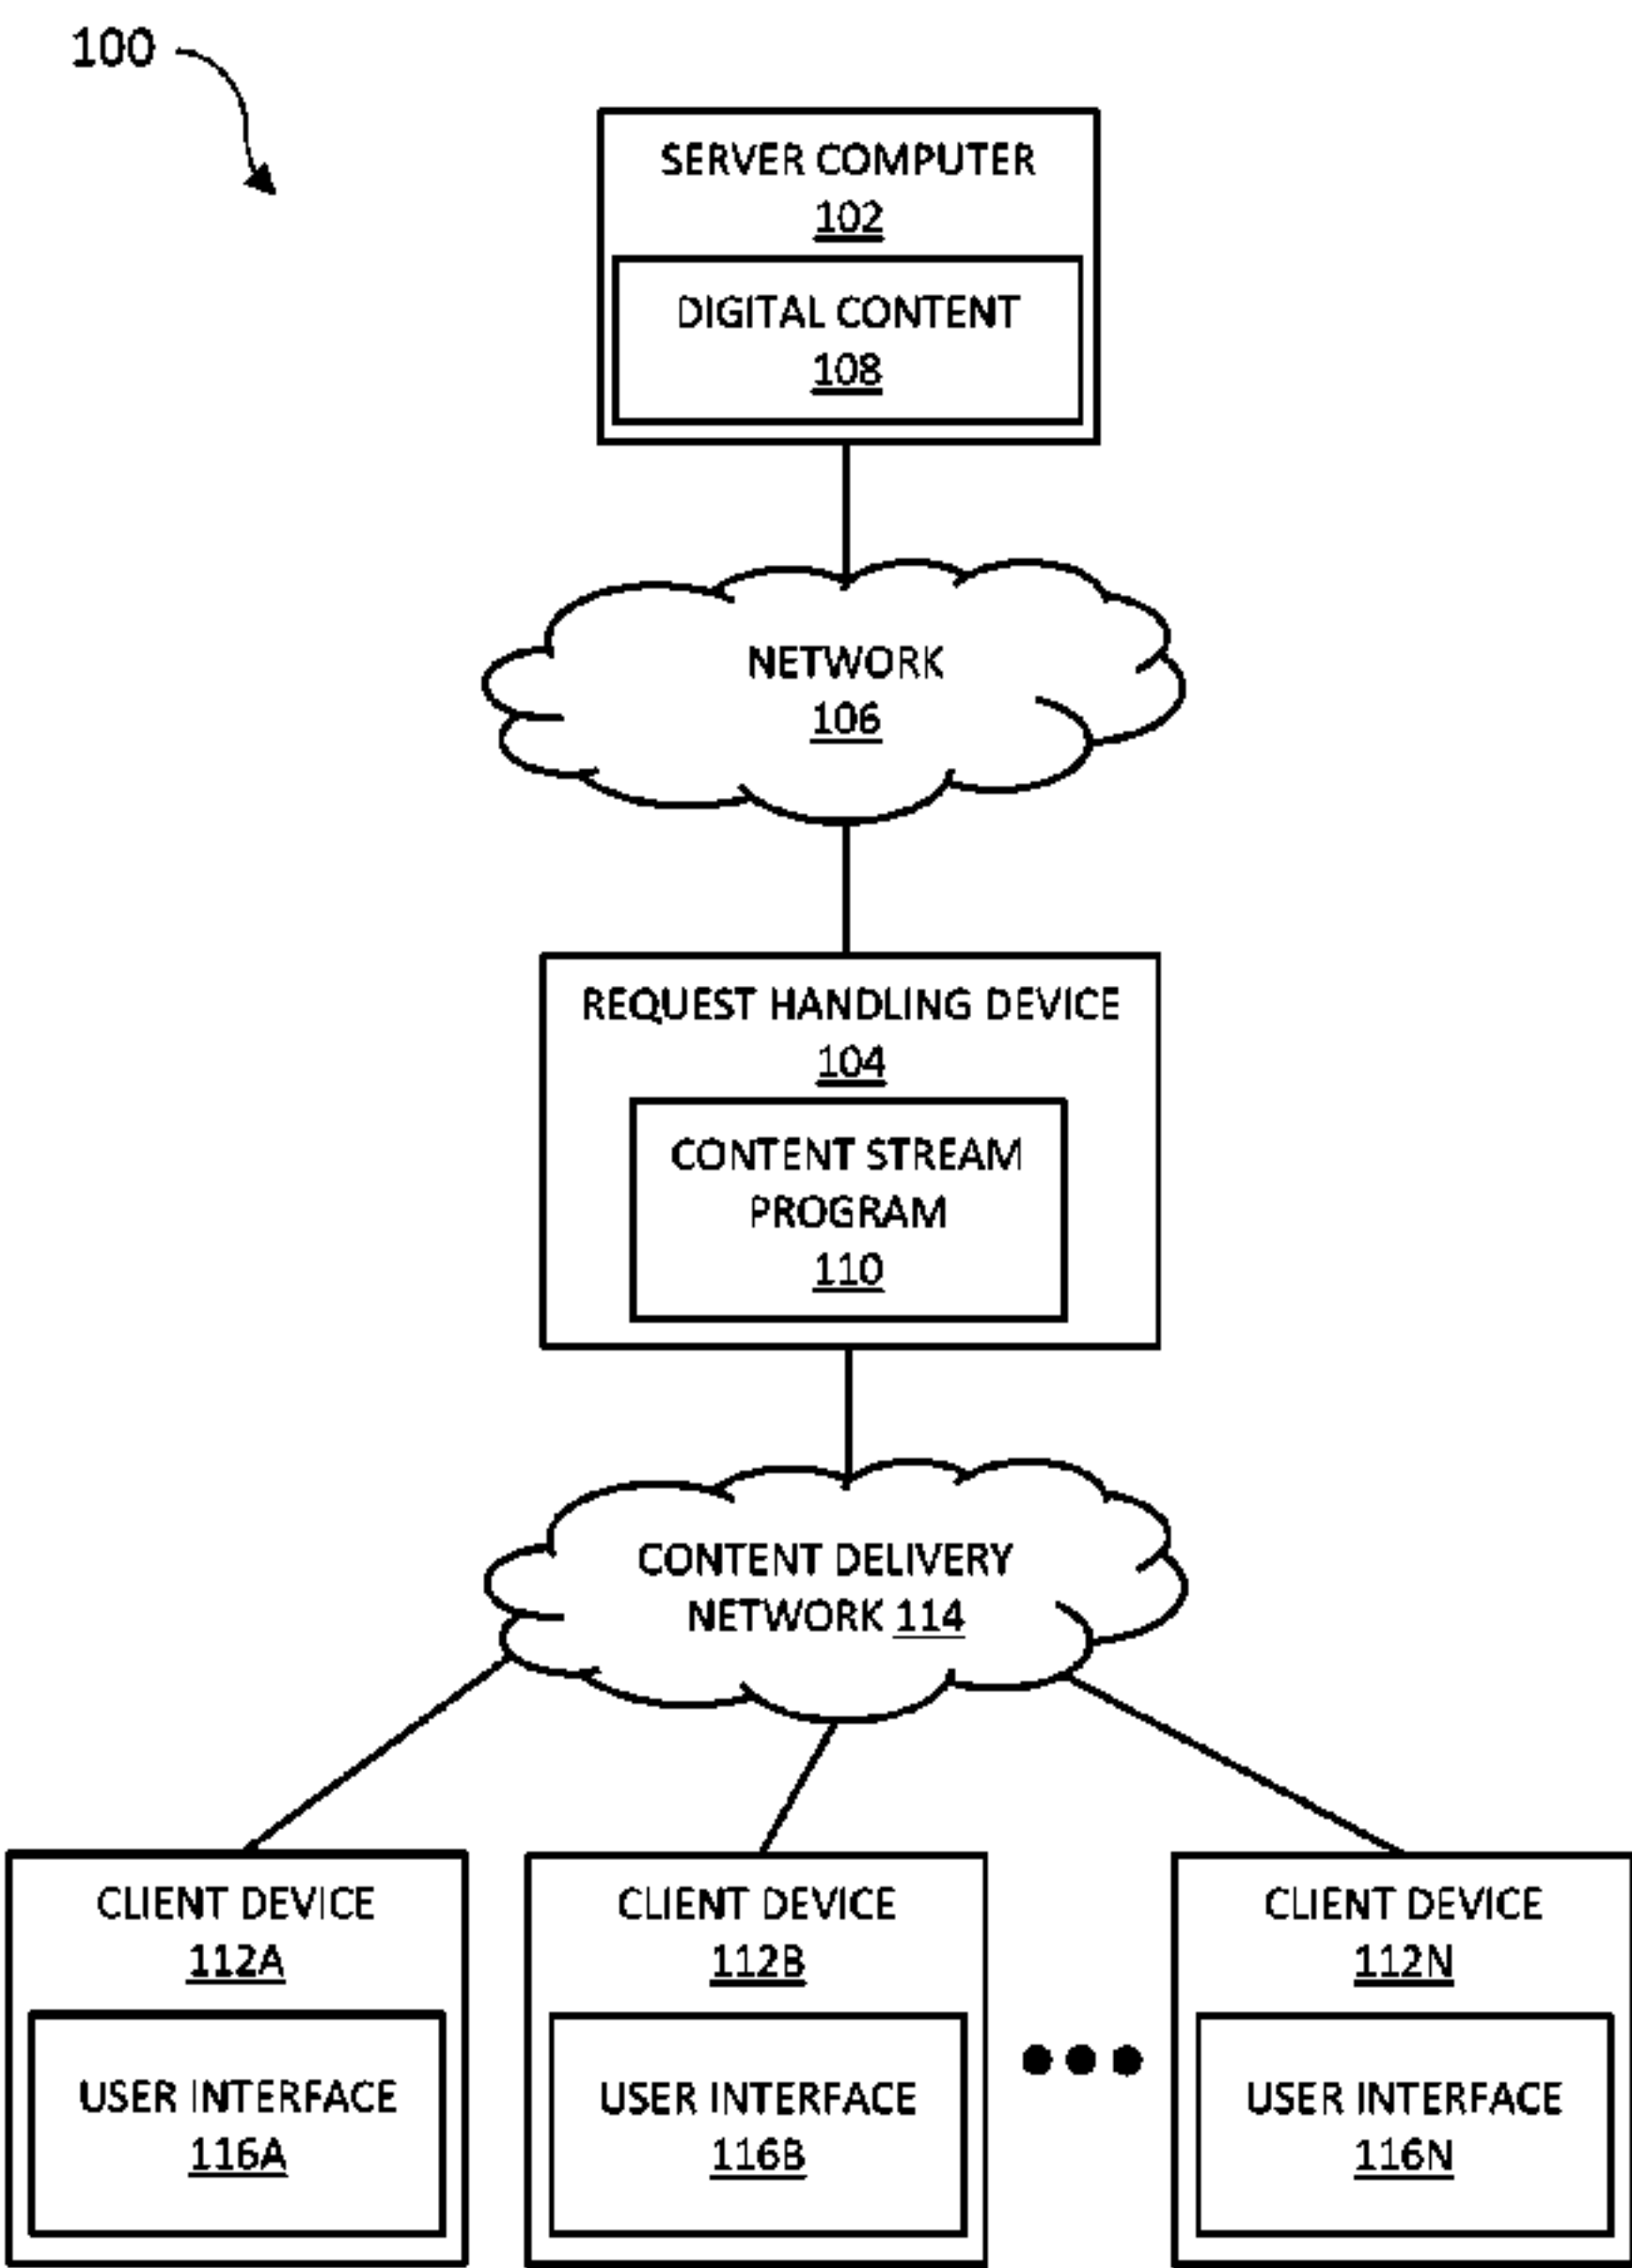 100
SERVER COMPUTER
102
DIGITAL CONTENT
108
NETWORK
106
REQUEST HANDLING DEVICE
104
CONTENT STREAM
PROGRAM
110
CONTENT DELIVERY
NETWORK 114
CLIENT DEVICE
112A
USER INTERFACE
116A
CLIENT DEVICE
112B
USER INTERFACE
116B
CLIENT DEVICE
112N
USER INTERFACE
116N